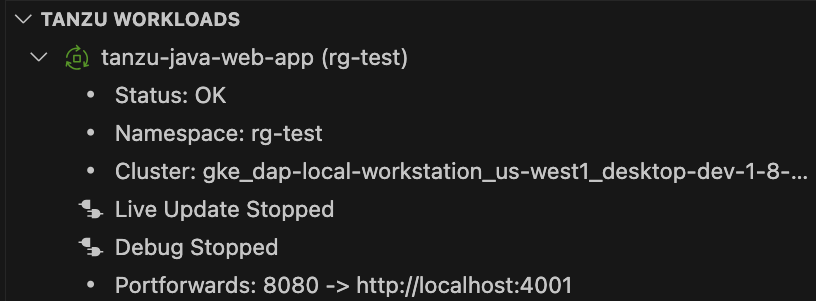 TANZU WORKLOADS
tanzu-java-web-app (rg-test)
• Status: OK
• Namespace: rg-test
• Cluster: gke_dap-local-workstation_us-west1_desktop-dev-1-8-...
Live Update Stopped
Debug Stopped
• Portforwards: 8080 -> http://localhost:4001